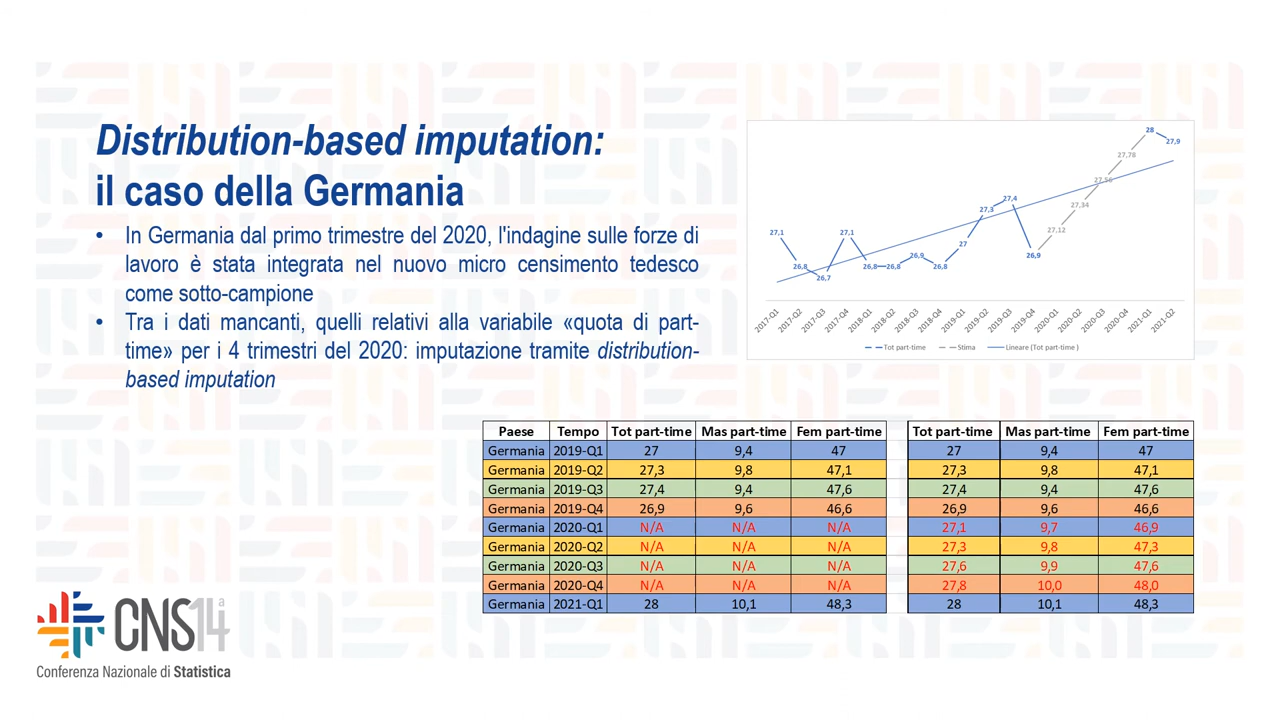 Distribution-based imputation:
il caso della Germania
• In Germania dal primo trimestre del 2020, l'indagine sulle forze di
lavoro è stata integrata nel nuovo micro censimento tedesco
come sotto-campione
• Tra i dati mancanti, quelli relativi alla variabile «quota di part-
time» per i 4 trimestri del 2020: imputazione tramite distribution-
based imputation
27,1
26,8
26,7
27,1
26,8
26,8
26,9
26,8
27
27,3
27,4
26,9
27,12
27,34
27,56
27,78
28
27,9
2017-Q1 2017-Q2 2017-Q3 2017-Q4 2018-Q1 2018-Q2 2018-Q3 2018-Q4 2019-Q1 2019-Q2 2019-Q3 2019-Q4 2020-Q1 2020-Q2 2020-Q3 2020-Q4 2021-Q1 2021-Q2
Tot part-time Stima Lineare (Tot part-time )
Paese Tempo Tot part-time Mas part-time Fem part-time Tot part-time Mas part-time Fem part-time
Germania 2019-Q1 27 9,4 47 27 9,4 47
Germania 2019-Q2 27,3 9,8 47,1 27,3 9,8 47,1
Germania 2019-Q3 27,4 9,4 47,6 27,4 9,4 47,6
Germania 2019-Q4 26,9 9,6 46,6 26,9 9,6 46,6
Germania 2020-Q1 N/A N/A N/A 27,1 9,7 46,9
Germania 2020-Q2 N/A N/A N/A 27,3 9,8 47,3
Germania 2020-Q3 N/A N/A N/A 27,6 9,9 47,6
Germania 2020-Q4 N/A N/A N/A 27,8 10,0 48,0
Germania 2021-Q1 28 10,1 48,3 28 10,1 48,3
CNS14a
Conferenza Nazionale di Statistica